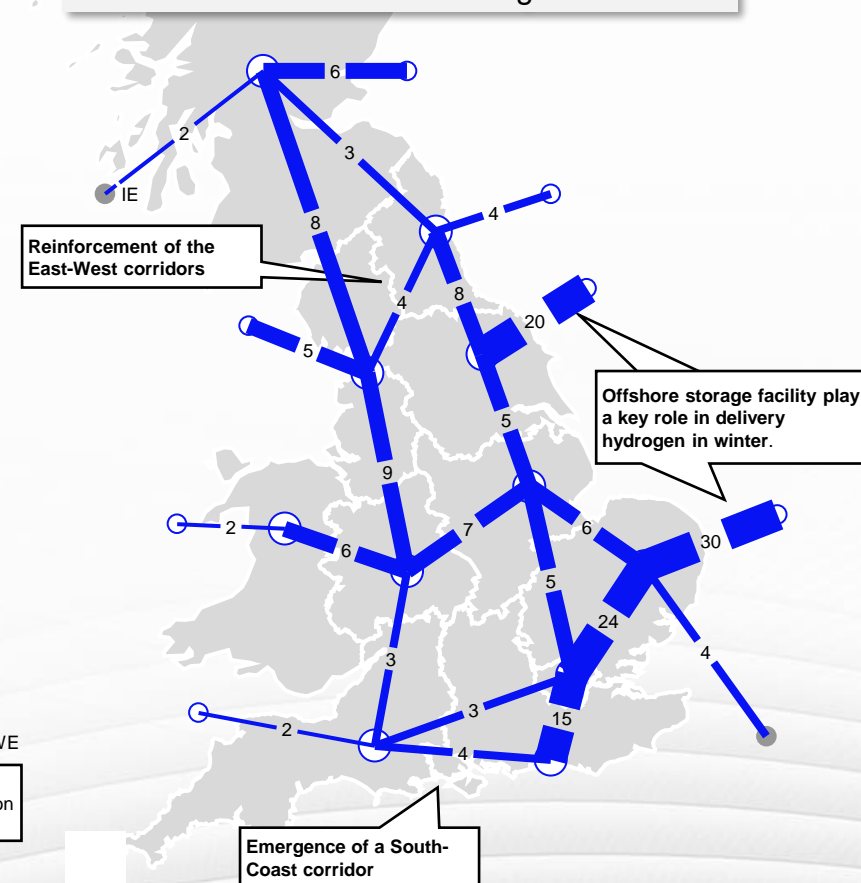 6
2
3
IE
4
8
Reinforcement of the
East-West corridors
8
4
20
5
Offshore storage facility play
a key role in delivery
hydrogen in winter.
5
9
2
7
6
30
6
5
24
4
3
3
15
2
4
on
Emergence of a South-
Coast corridor